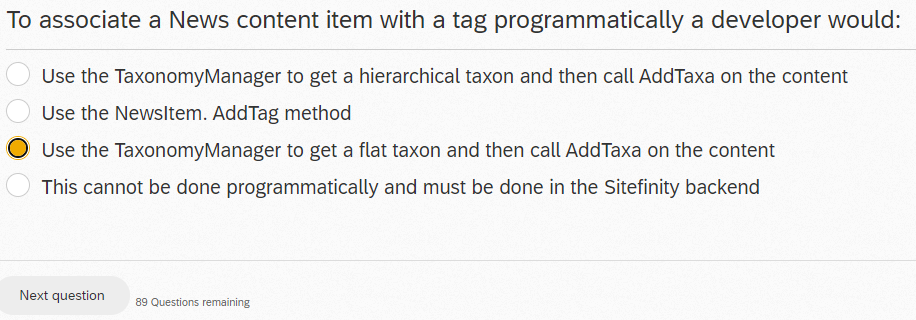 To associate a News content item with a tag programmatically a developer would:
Use the TaxonomyManager to get a hierarchical taxon and then call AddTaxa on the content
Use the NewsItem. AddTag method
Use the TaxonomyManager to get a flat taxon and then call AddTaxa on the content
This cannot be done programmatically and must be done in the Sitefinity backend
Next question
89 Questions remaining